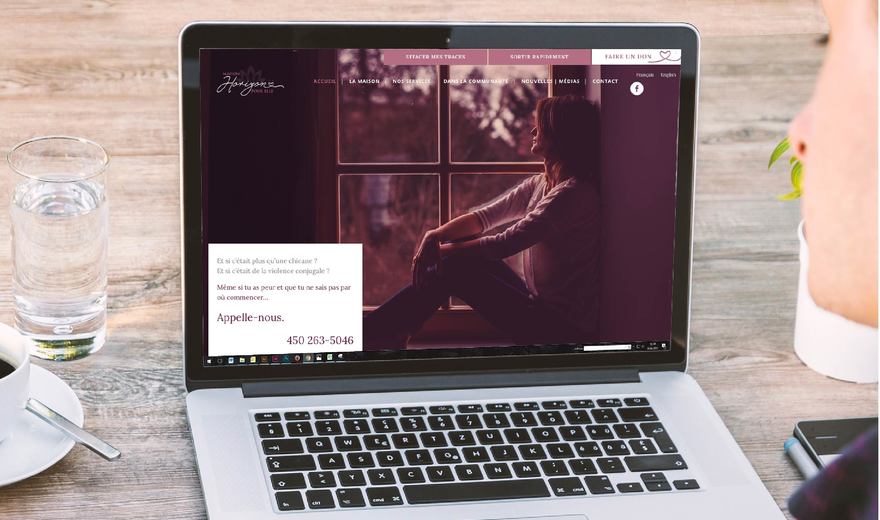 EFFACER MES TRACES
SORTIR RAPIDEMENT
FAIRE UN DON
Français English
MAISON
Horizon
POUR ELLE
ACCUEIL | LA MAISON | NOS SERVICES | DANS LA COMMUNAUTÉ | NOUVELLES | MÉDIAS | CONTACT
f
Et si c'était plus qu'une chicane ?
Et si c'était de la violence conjugale ?
Même si tu as peur et que tu ne sais pas par
où commencer...
Appelle-nous.
450 263-5046